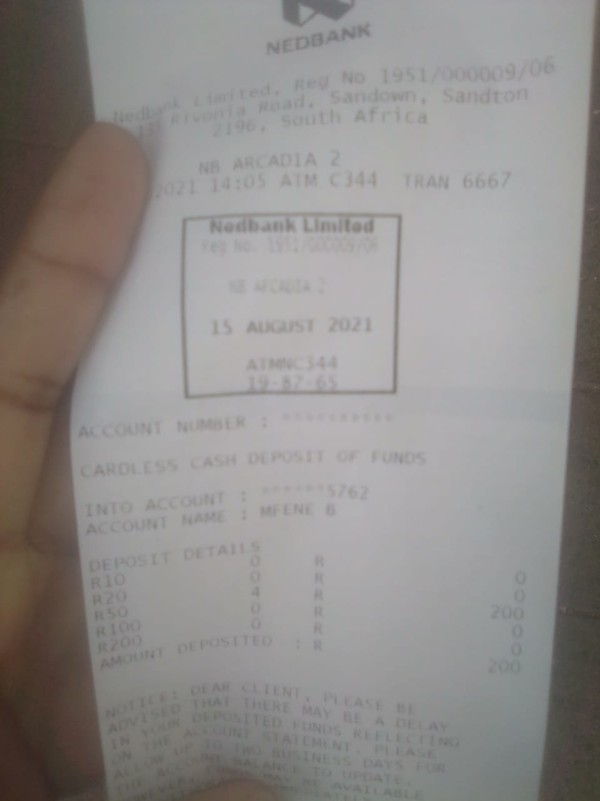 NEDBANK
Nedbank Limited, Reg No 1951/000009/06
Rivonia Road, Sandown, Sandton
2196, South Africa
NB ARCADIA 2
2021 14:05 ATM C344 TRAN 6667
Nedbank Limited
Reg No. 1951/000009/06
NB ARCADIA 2
15 AUGUST 2021
ATMNC344
19-87-65
ACCOUNT NUMBER : **********
CARDLESS CASH DEPOSIT OF FUNDS
INTO ACCOUNT : ******5762
ACCOUNT NAME : MFENE B
DEPOSIT DETAILS
R10 0 R 0
R20 0 R 0
R50 4 R 200
R100 0 R 0
R200 0 R 0
AMOUNT DEPOSITED : R 200
NOTICE: DEAR CLIENT, PLEASE BE
ADVISED THAT THERE MAY BE A DELAY
IN YOUR DEPOSITED FUNDS REFLECTING
ON THE ACCOUNT STATEMENT. PLEASE
ALLOW UP TO TWO BUSINESS DAYS FOR
THE ACCOUNT BALANCE TO UPDATE.
MAY BE AVAILABLE